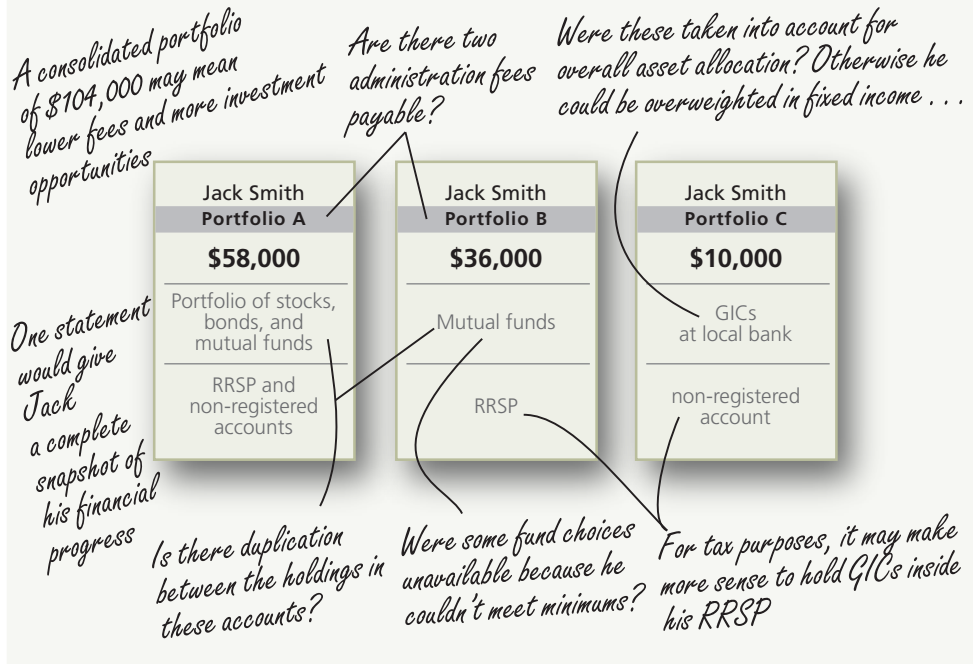 A consolidated portfolio
of $104,000 may mean
lower fees and more investment
opportunities
Are there two
administration fees
payable?
Were these taken into account for
overall asset allocation? Otherwise he
could be overweighted in fixed income . . .
Jack Smith
Portfolio A
$58,000
Portfolio of stocks,
bonds, and
mutual funds
RRSP and
non-registered
accounts
Jack Smith
Portfolio B
$36,000
Mutual funds
RRSP
Jack Smith
Portfolio C
$10,000
GICs
at local bank
non-registered
account
One statement
would give
Jack
a complete
snapshot of
his financial
progress
Is there duplication
between the holdings in
these accounts?
Were some fund choices
unavailable because he
couldn't meet minimums?
For tax purposes, it may make
more sense to hold GICs inside
his RRSP